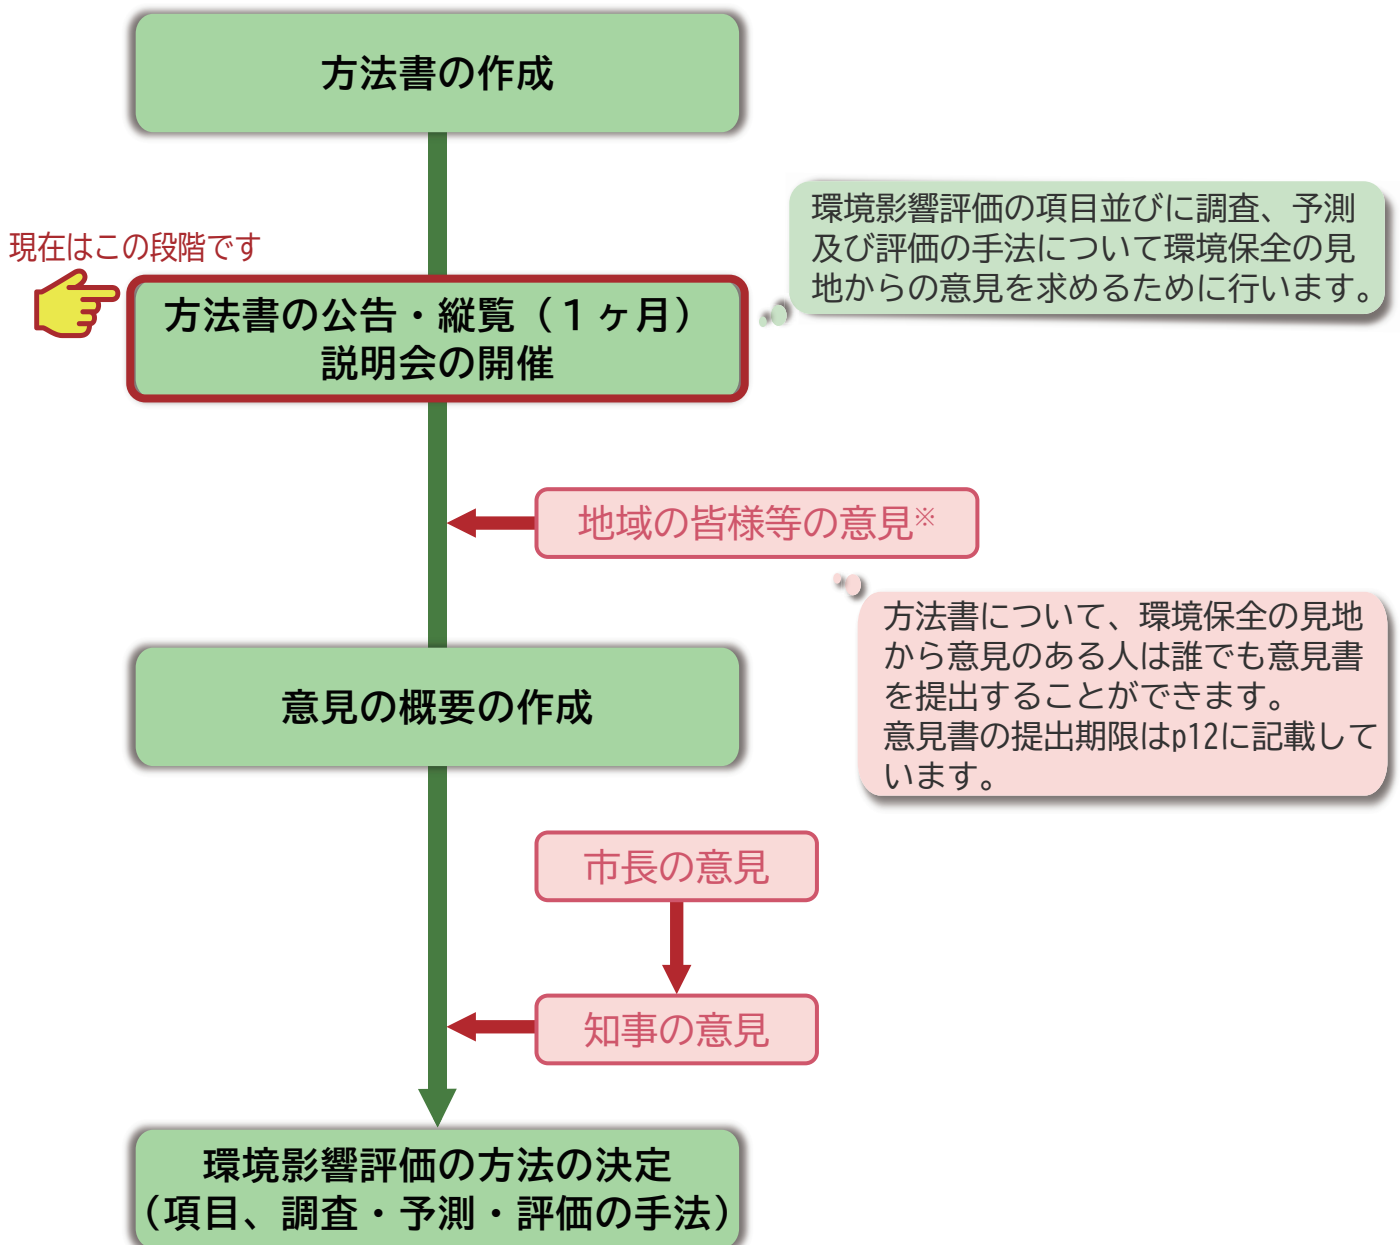 方法書の作成
環境影響評価の項目並びに調査、予測
及び評価の手法について環境保全の見
地からの意見を求めるために行います。
現在はこの段階です
方法書の公告・縦覧（１ヶ月）
説明会の開催
地域の皆様等の意見※
方法書について、環境保全の見地
から意見のある人は誰でも意見書
を提出することができます。
意見書の提出期限はp12に記載して
います。
意見の概要の作成
市長の意見
知事の意見
環境影響評価の方法の決定
（項目、調査・予測・評価の手法）